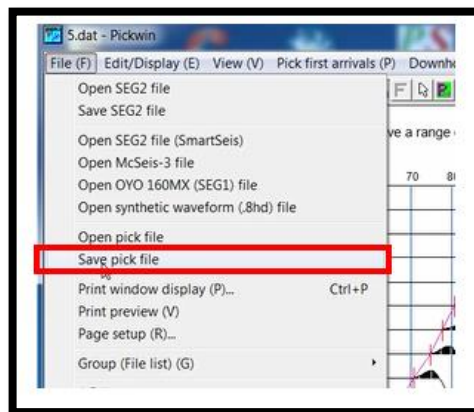 5.dat - Pickwin
File (F) Edit/Display (E) View (V) Pick first arrivals (P)
Open SEG2 file
Save SEG2 file
ve a range
Open SEG2 file (SmartSeis)
Open McSeis-3 file
Open OYO 160MX (SEG1) file
70
Open synthetic waveform (.8hd) file
Open pick file
Save pick file
Print window display (P)... Ctrl+P
Print preview (V)
Page setup (R)...
Group (File list) (G)